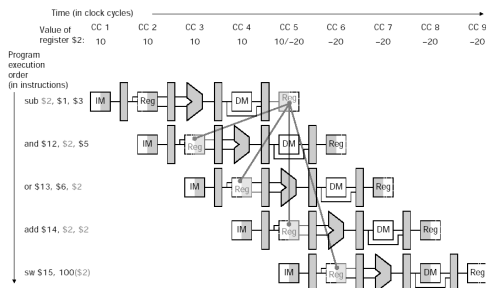 Time (in clock cycles)
CC 1 CC 2 CC 3 CC 4 CC 5 CC 6 CC 7 CC 8 CC 9
Value of
register $2:
10 10 10 10 10/–20 –20 –20 –20 –20
Program
execution
order
(in instructions)
sub $2, $1, $3
IM Reg DM Reg
and $12, $2, $5
IM Reg DM Reg
or $13, $6, $2
IM Reg DM Reg
add $14, $2, $2
IM Reg DM Reg
sw $15, 100($2)
IM Reg DM Reg